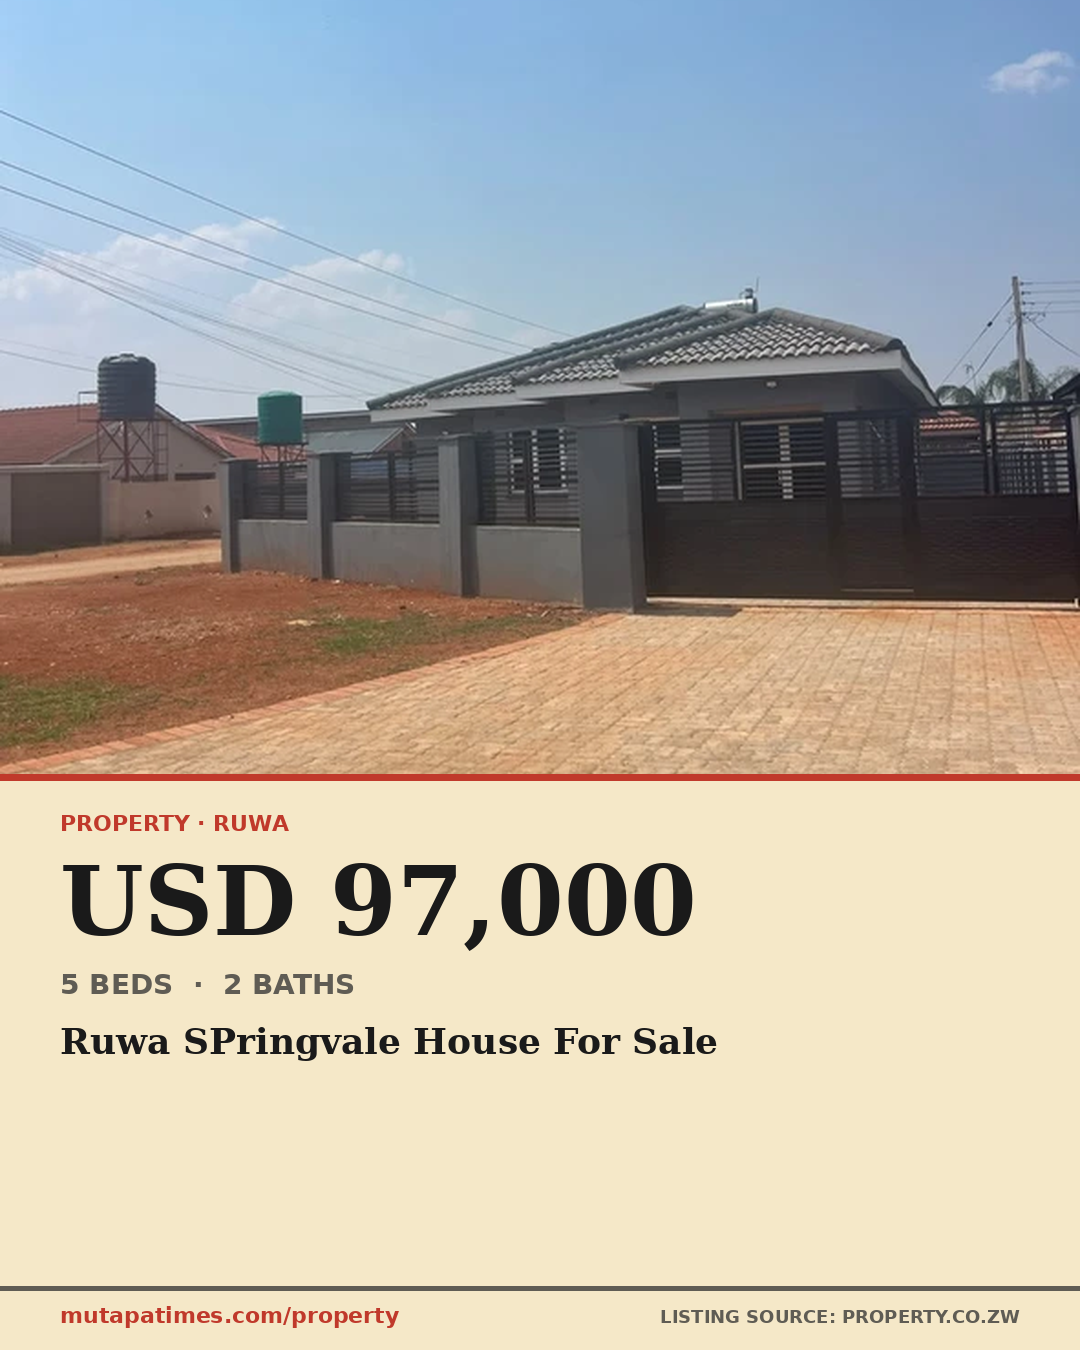 PROPERTY · RUWA
USD 97,000
5 BEDS · 2 BATHS
Ruwa SPringvale House For Sale
mutapatimes.com/property
LISTING SOURCE: PROPERTY.CO.ZW